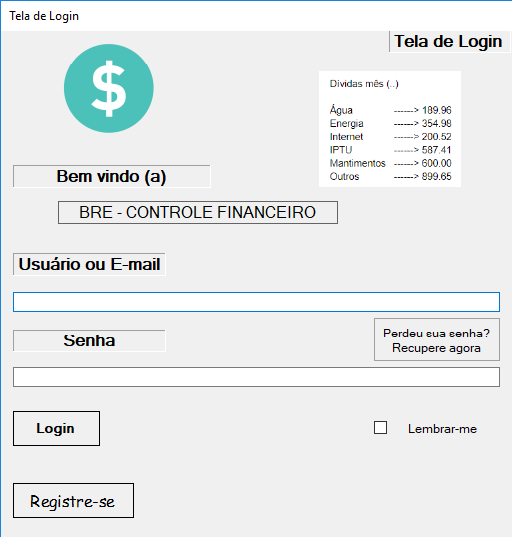 Tela de Login
Tela de Login
$
Dividas mês (..)
Água ------> 189.96
Energia ------> 354.98
Internet ------> 200.52
IPTU ------> 587.41
Mantimentos ------> 600.00
Outros ------> 899.65
Bem vindo (a)
BRE - CONTROLE FINANCEIRO
Usuário ou E-mail
Senha
Perdeu sua senha?
Recupere agora
Login
Lembrar-me
Registre-se